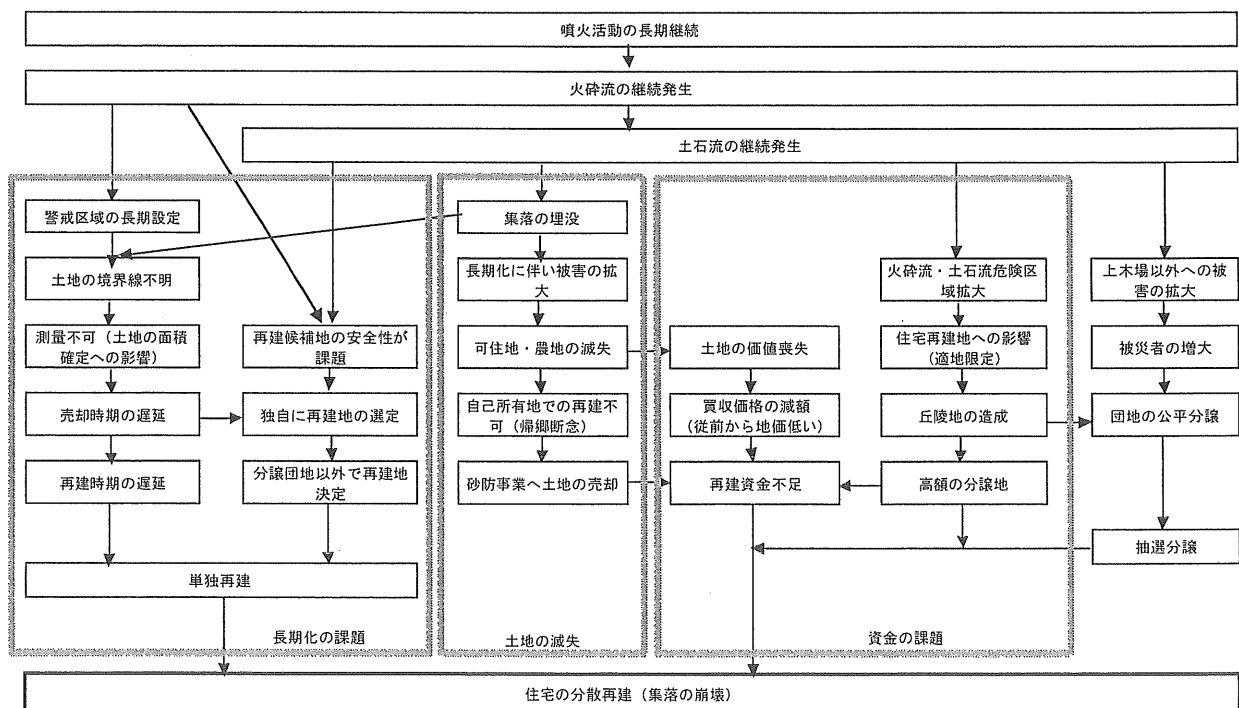 噴火活動の長期継続
火砕流の継続発生
土石流の継続発生
警戒区域の長期設定
土地の境界線不明
測量不可（土地の面積
確定への影響）
売却時期の遅延
再建時期の遅延
再建候補地の安全性が
課題
独自に再建地の選定
分譲団地以外で再建地
決定
単独再建
長期化の課題
集落の埋没
長期化に伴い被害の拡
大
可住地・農地の滅失
自己所有地での再建不
可（帰郷断念）
砂防事業へ土地の売却
土地の滅失
土地の価値喪失
買収価格の減額
（従前から地価低い）
再建資金不足
火砕流・土石流危険区
域拡大
住宅再建地への影響
（適地限定）
丘陵地の造成
高額の分譲地
資金の課題
上木場以外への被
害の拡大
被災者の増大
団地の公平分譲
抽選分譲
住宅の分散再建（集落の崩壊）